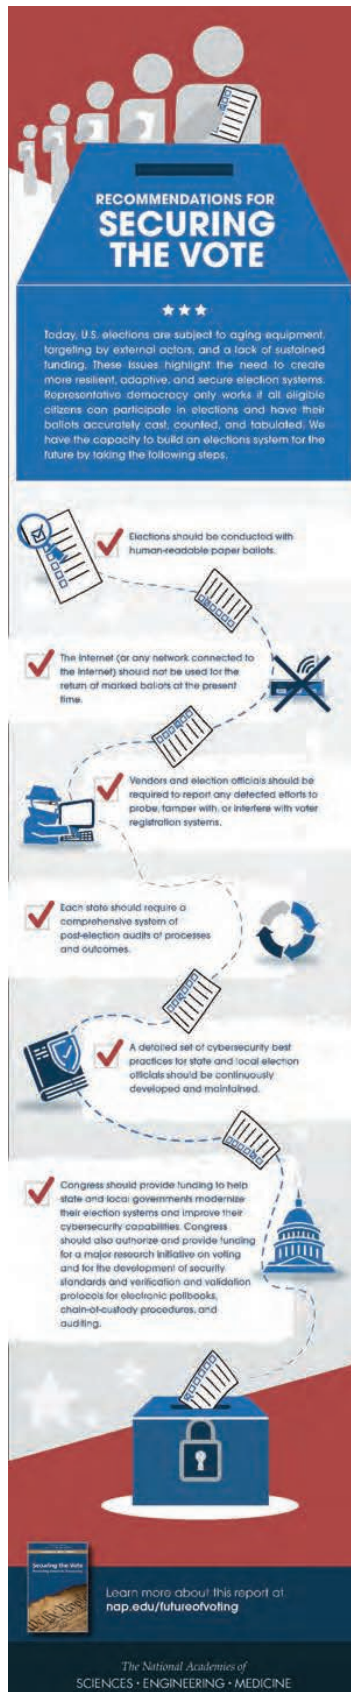 RECOMMENDATIONS FOR
SECURING
THE VOTE
Today, U.S. elections are subject to aging equipment,
targeting by external actors, and a lack of sustained
funding. These issues highlight the need to create
more resilient, adaptive, and secure election systems.
Representative democracy only works if all eligible
citizens can participate in elections and have their
ballots accurately cast, counted, and tabulated. We
have the capacity to build an elections system for the
future by taking the following steps.
Elections should be conducted with
human-readable paper ballots.
The Internet (or any network connected to
the Internet) should not be used for the
return of marked ballots at the present
time.
Vendors and election officials should be
required to report any detected efforts to
probe, tamper with, or interfere with voter
registration systems.
Each state should require a
comprehensive system of
post-election audits of processes
and outcomes.
A detailed set of cybersecurity best
practices for state and local election
officials should be continuously
developed and maintained.
Congress should provide funding to help
state and local governments modernize
their election systems and improve their
cybersecurity capabilities. Congress
should also authorize and provide funding
for a major research initiative on voting
and for the development of security
standards and verification and validation
protocols for electronic pollbooks,
chain-of-custody procedures, and
auditing.
Securing the Vote
Learn more about this report at
nap.edu/futureofvoting
The National Academies of
SCIENCES • ENGINEERING • MEDICINE